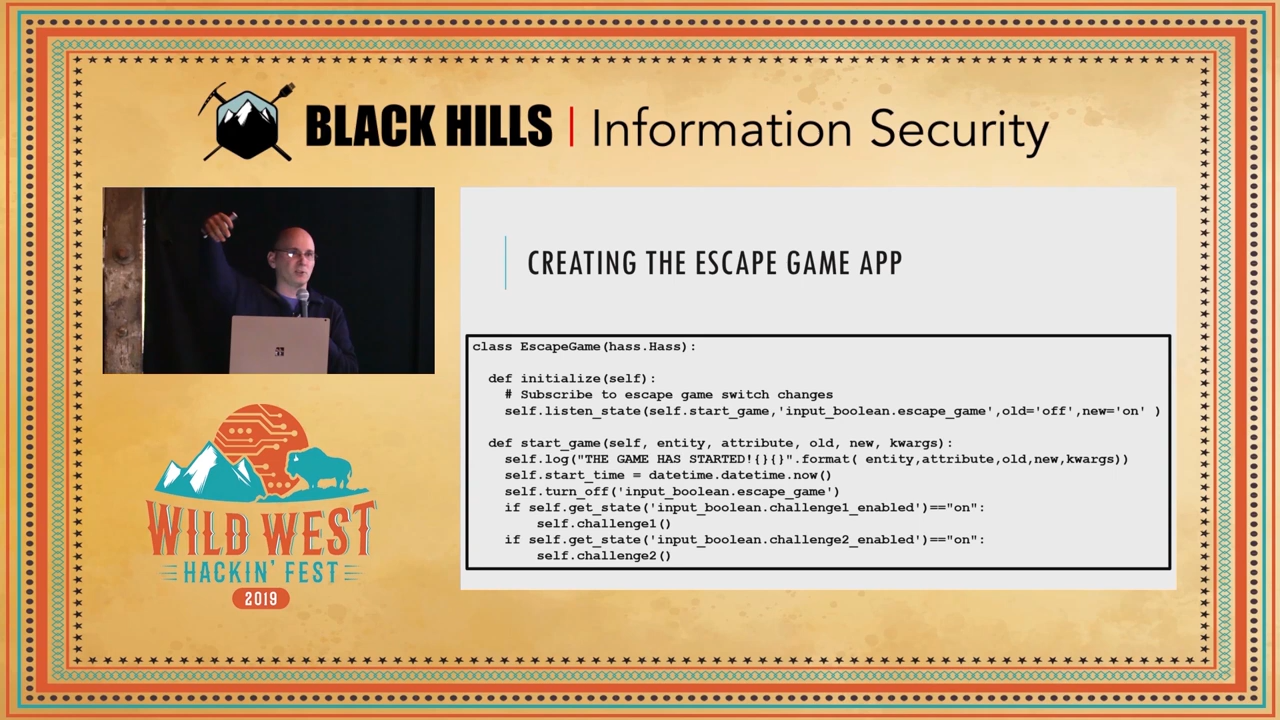 BLACK HILLS | Information Security
CREATING THE ESCAPE GAME APP
class EscapeGame(hass.Hass):
def initialize(self):
# Subscribe to escape game switch changes
self.listen_state(self.start_game,'input_boolean.escape_game',old='off',new='on' )
def start_game(self, entity, attribute, old, new, kwargs):
self.log("THE GAME HAS STARTED!{}{}".format( entity,attribute,old,new,kwargs))
self.start_time = datetime.datetime.now()
self.turn_off('input_boolean.escape_game')
if self.get_state('input_boolean.challenge1_enabled')=="on":
self.challenge1()
if self.get_state('input_boolean.challenge2_enabled')=="on":
self.challenge2()
WILD WEST
HACKIN' FEST
2019